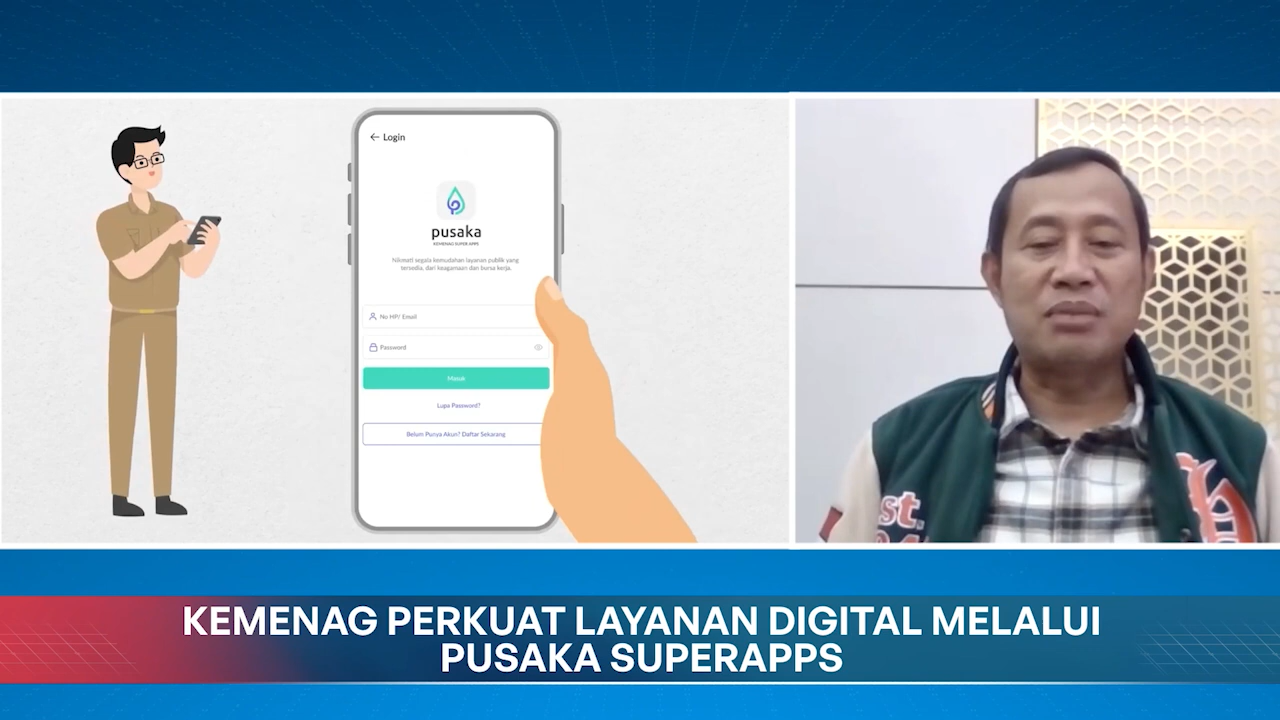 Login
pusaka
KEMENAG SUPER APPS
Nikmati segala kemudahan layanan publik yang
tersedia, dari keagamaan dan bursa kerja.
No HP/ Email
Password
Masuk
Lupa Password?
Belum Punya Akun? Daftar Sekarang
st.
KEMENAG PERKUAT LAYANAN DIGITAL MELALUI
PUSAKA SUPERAPPS